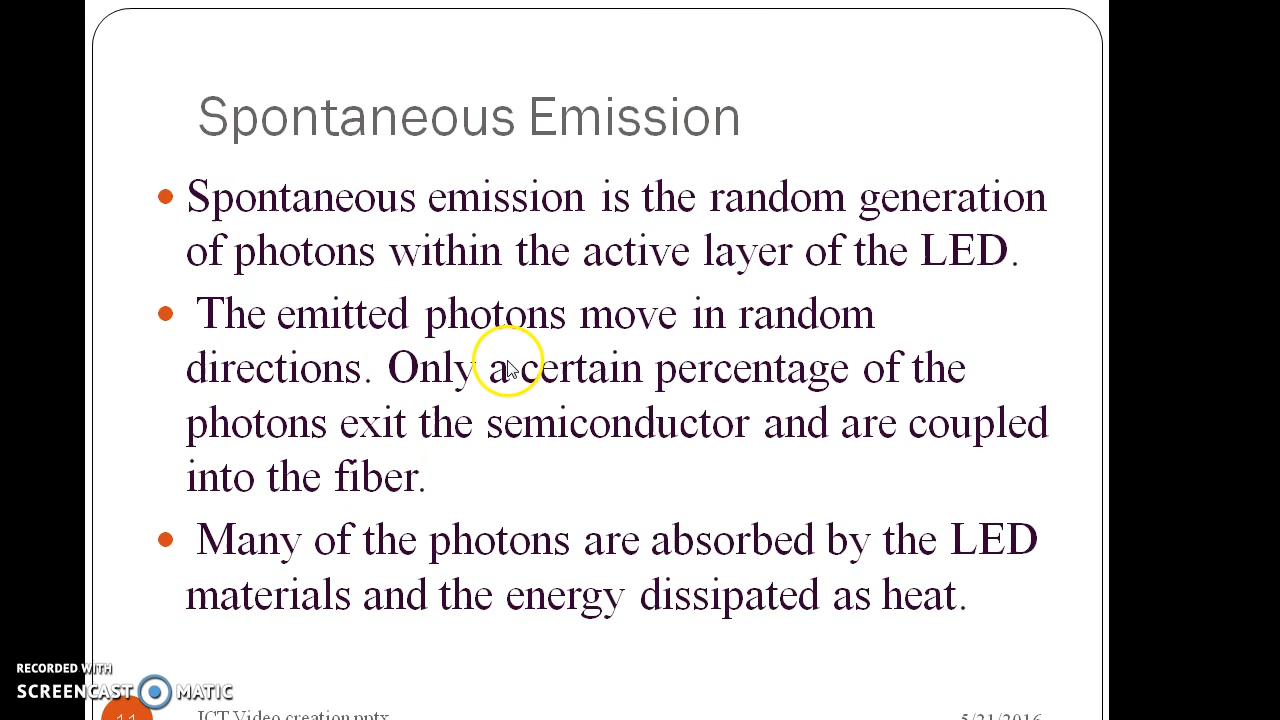 Spontaneous Emission
Spontaneous emission is the random generation
of photons within the active layer of the LED.
The emitted photons move in random
directions. Only a certain percentage of the
photons exit the semiconductor and are coupled
into the fiber.
Many of the photons are absorbed by the LED
materials and the energy dissipated as heat.
RECORDED WITH
SCREENCAST MATIC
11 ICT Video creation.pptx 5/21/2016